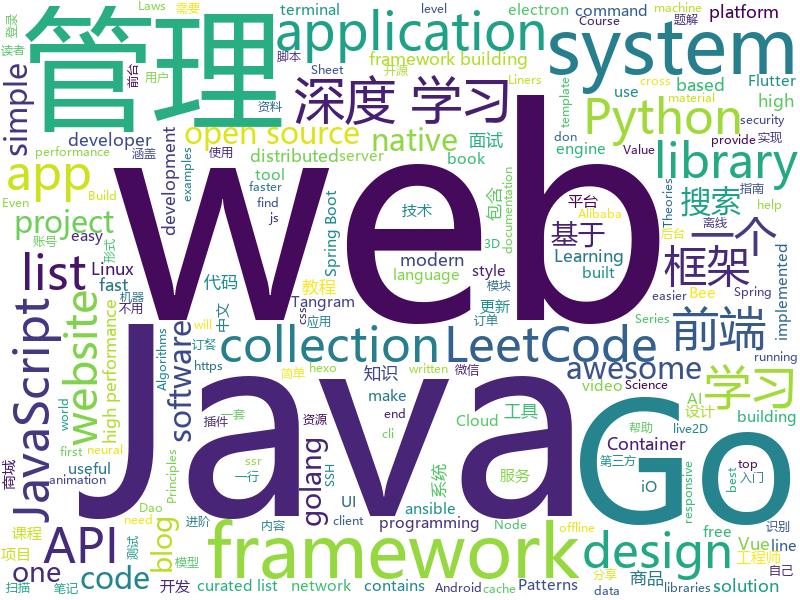 读者 Laws 需要 terminal electron command level Course machine 题解 platform
登录 管理 application system
脚本 前台 Sheet 开源 Liners
simple 用户 资料 framework building based Flutter cross template
深度 学习 Python use material high
developer open source native 面试 don 实现 security
performance distributed server engine book provide
app development 涵盖 使用 tool library
examples Value
project Even js faster find Spring Boot 包含 技术 搜索 平台 help documentation 指南 Theories
账号 easy 基于 一个
list Linux 形式 代码 modern style 3D Alibaba 离线
fast Build language Learning built 后台 Spring
机器 教程 更新 模块 框架 easier
JavaScript website high performance 不用 Tangram 应用 Bee Series implemented
software Algorithms 订餐 中文 web 前端 订单 running
collection LeetCode awesome
world 插件 简单 hexo https 知识 微信 video Science 学习
useful css 一套 make written AI 设计 building
商城 first neural Java Cloud cli 工具 Go live2D responsive
animation will golang 资源 end Container 第三方 best top 入门
API blog Principles ssr 一行 系统 服务 iO 帮助
项目 need Dao 进阶 SSH UI ansible Node programming free Vue line 工程师
one 课程 测试 模型 内容 client framework design
code 识别 cache offline
扫描 笔记 开发 分享 curated list network contains Android Patterns data 商品 libraries solution 自己